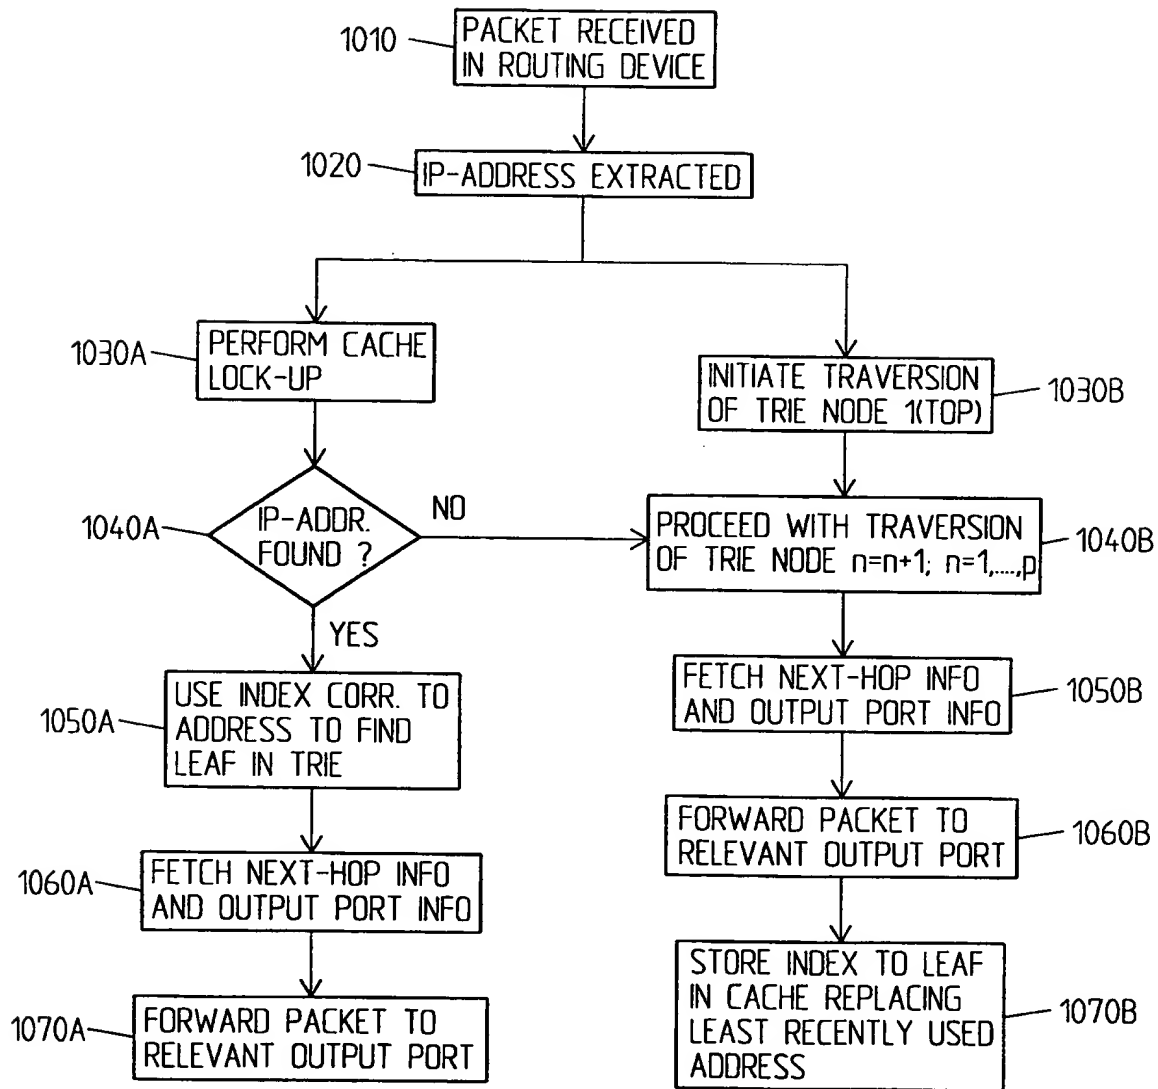 1010
PACKET RECEIVED
IN ROUTING DEVICE
1020
IP-ADDRESS EXTRACTED
1030A
PERFORM CACHE
LOCK-UP
INITIATE TRAVERSION
OF TRIE NODE 1(TOP)
1030B
1040A
IP-ADDR.
FOUND ?
NO
YES
PROCEED WITH TRAVERSION
OF TRIE NODE n=n+1; n=1,....,p
1040B
1050A
USE INDEX CORR. TO
ADDRESS TO FIND
LEAF IN TRIE
FETCH NEXT-HOP INFO
AND OUTPUT PORT INFO
1050B
1060A
FETCH NEXT-HOP INFO
AND OUTPUT PORT INFO
FORWARD PACKET TO
RELEVANT OUTPUT PORT
1060B
1070A
FORWARD PACKET TO
RELEVANT OUTPUT PORT
STORE INDEX TO LEAF
IN CACHE REPLACING
LEAST RECENTLY USED
ADDRESS
1070B